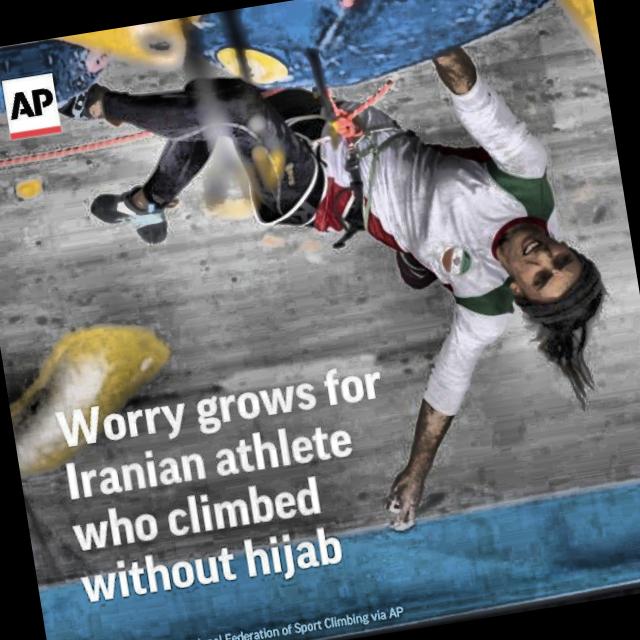 AP
Worry grows for
Iranian athlete
who climbed
without hijab
Federation of Sport Climbing via AP